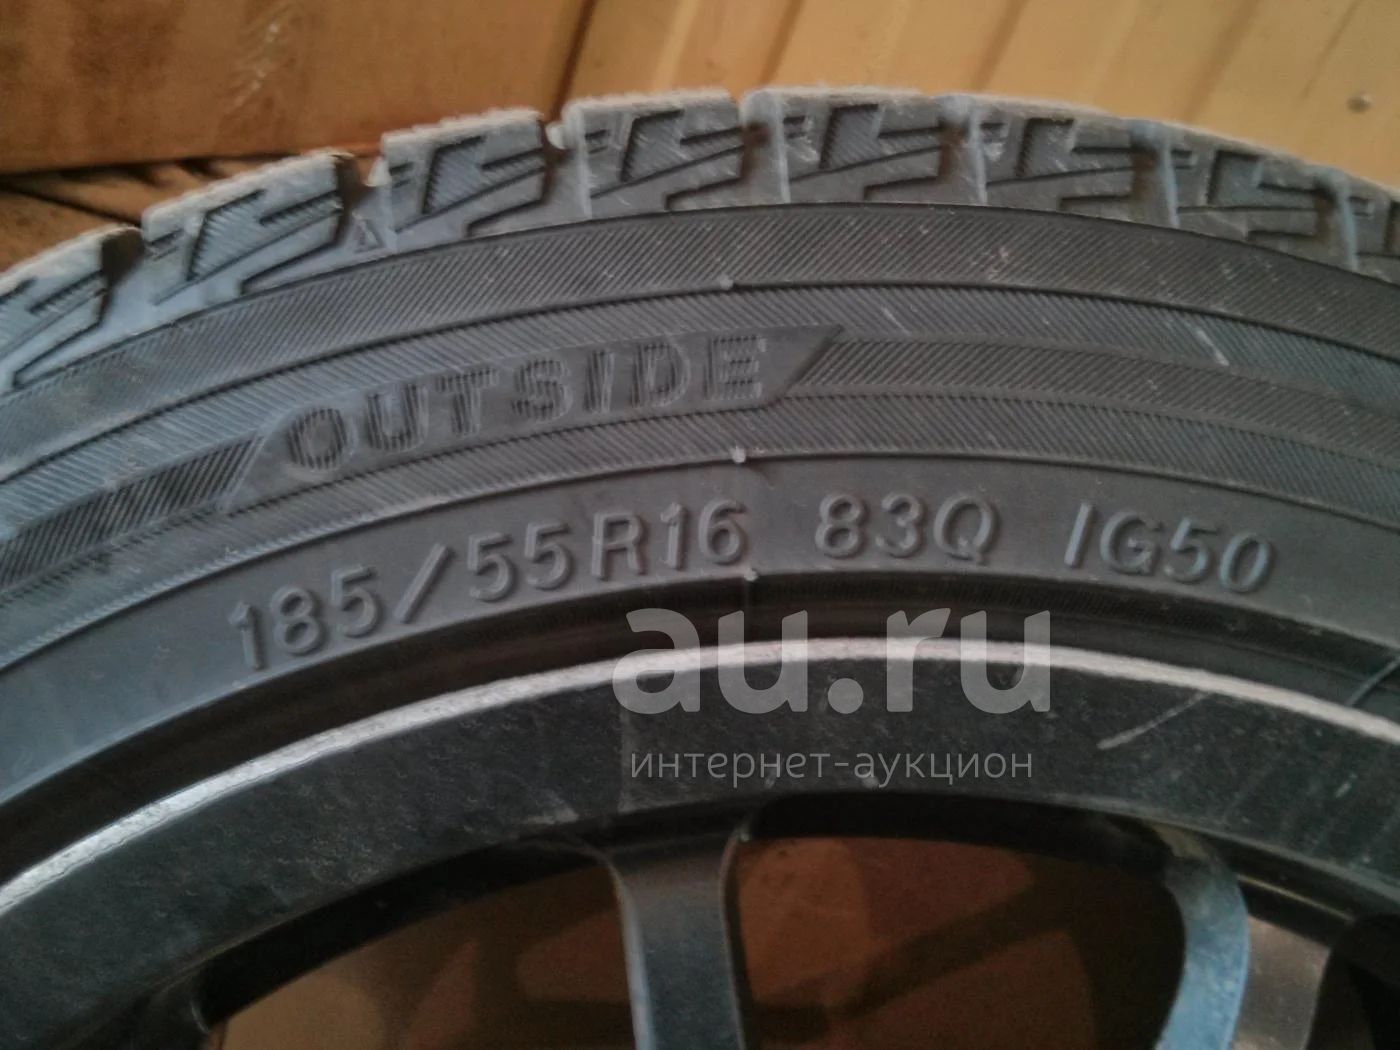 OUTSIDE
185/55R16 83Q IG50
au.ru
интернет-аукцион